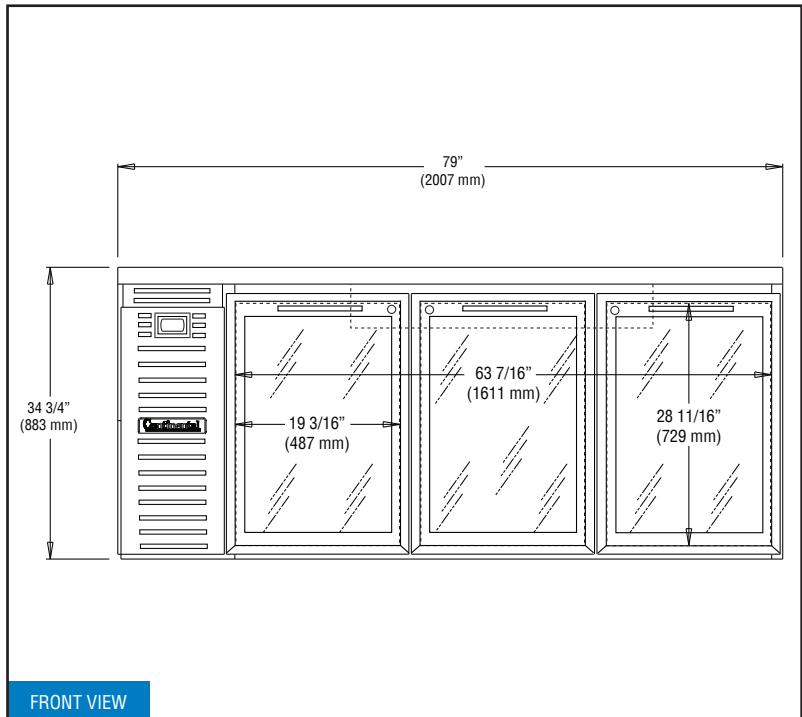 79”
(2007 mm)
34 3/4”
(883 mm)
63 7/16”
(1611 mm)
19 3/16”
(487 mm)
28 11/16”
(729 mm)
Continental
FRONT VIEW